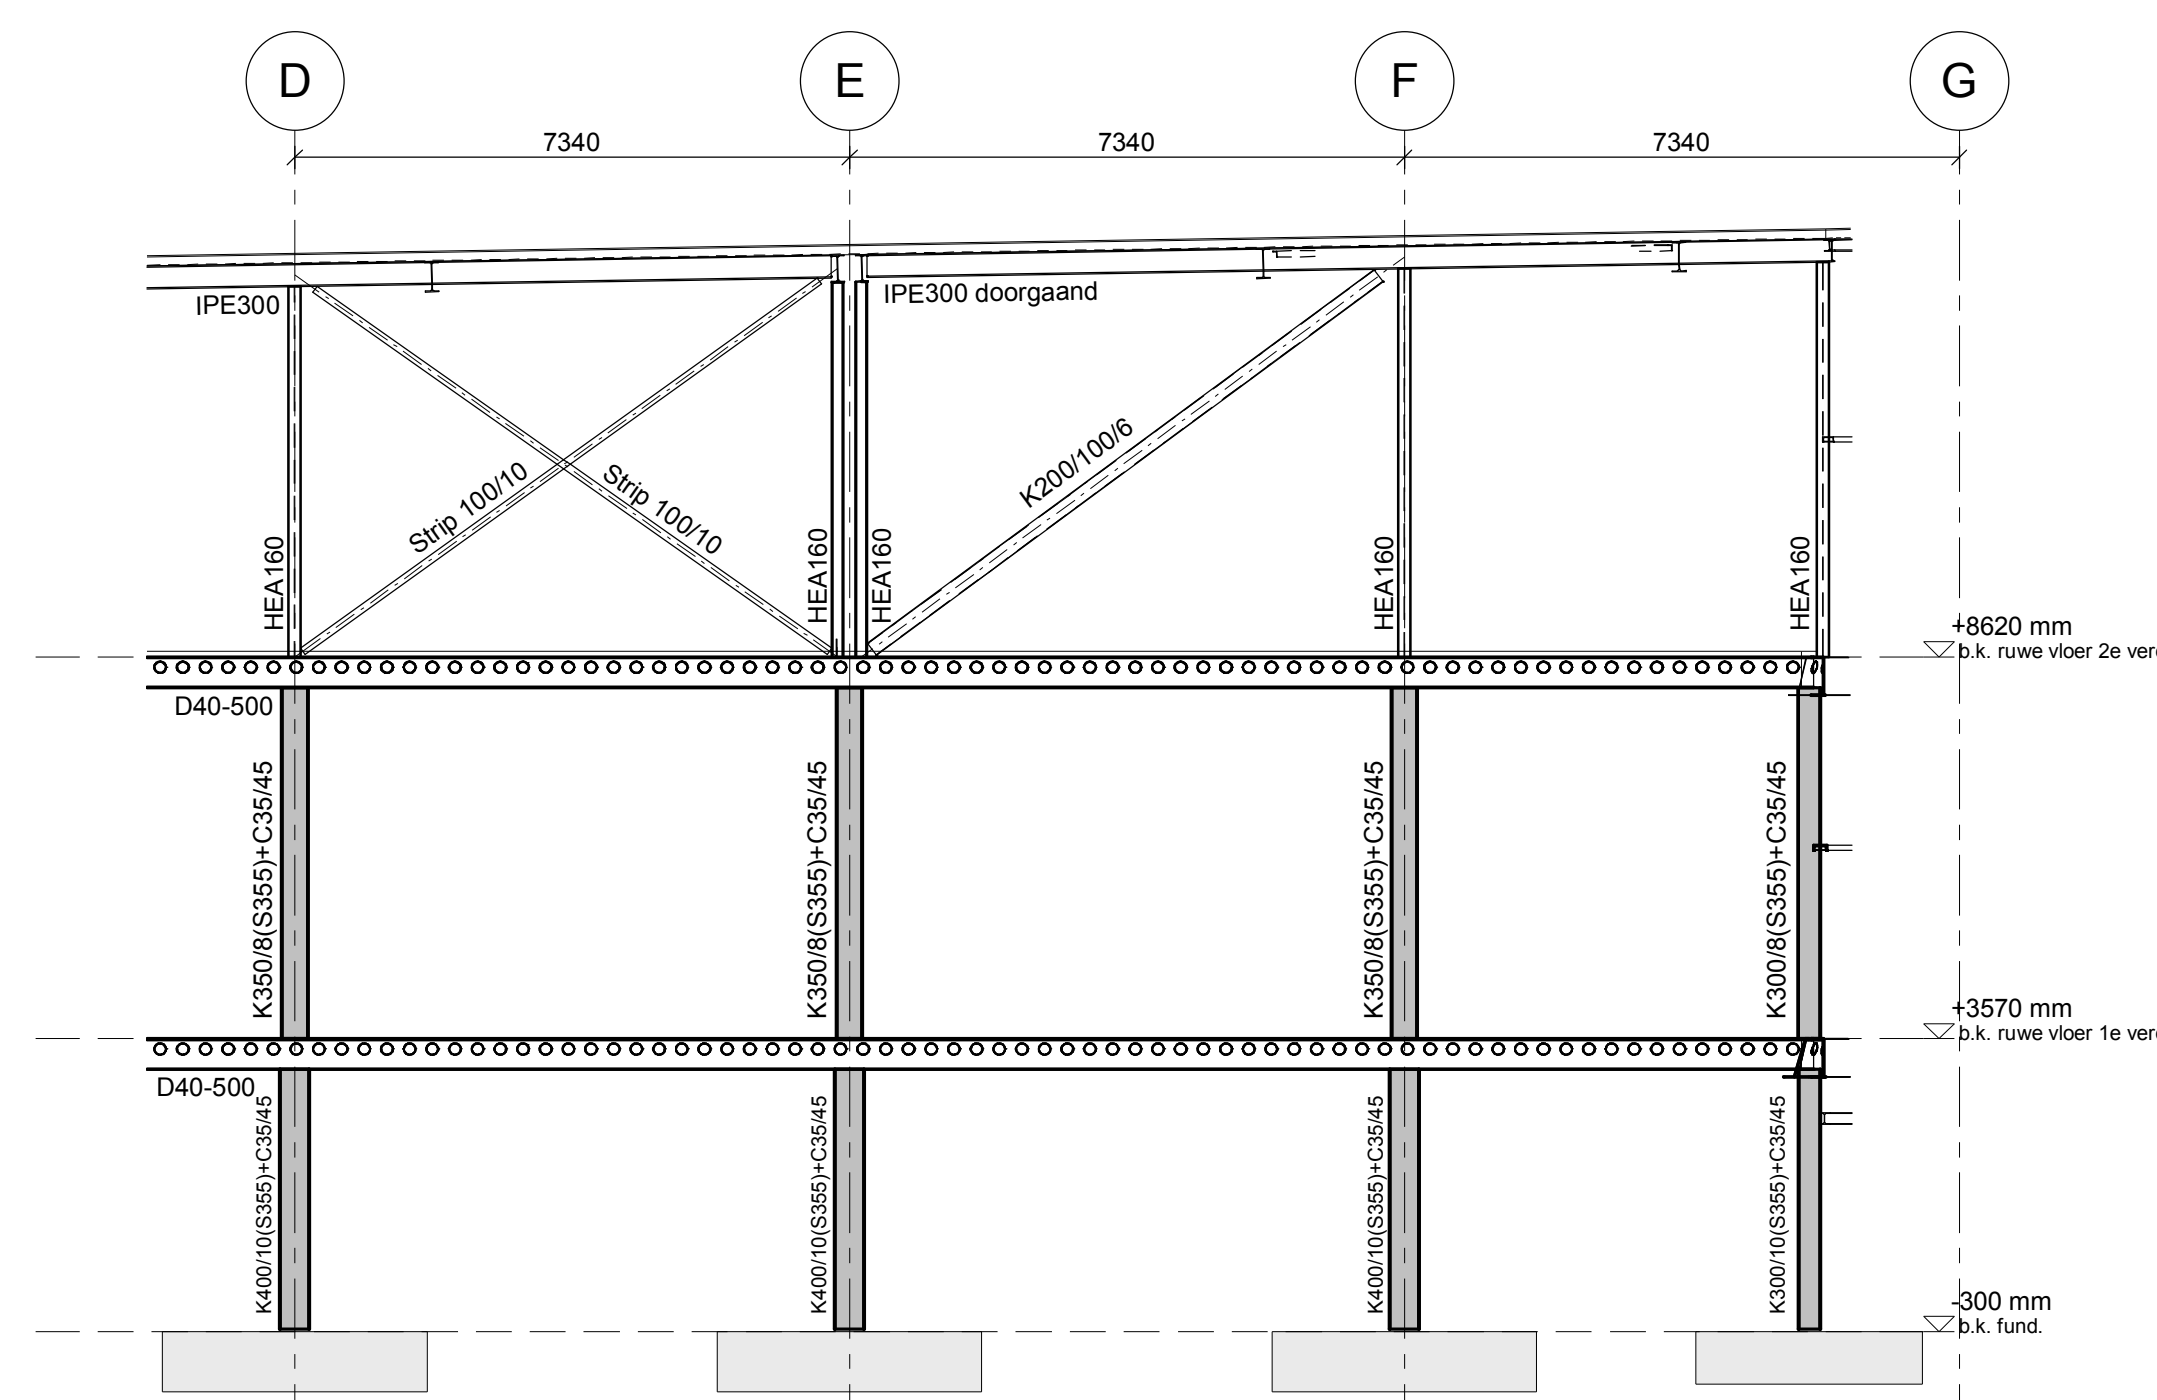 D
E
F
G
7340
7340
7340
IPE300
IPE300 doorgaand
Strip 100/10
Strip 100/10
K200/100/6
HEA160
HEA160
HEA160
HEA160
HEA160
+8620 mm
b.k. ruwe vloer 2e ver
D40-500
K350/8(S355)+C35/45
K350/8(S355)+C35/45
K350/8(S355)+C35/45
K300/8(S355)+C35/45
+3570 mm
b.k. ruwe vloer 1e ver
D40-500
K400/10(S355)+C35/45
K400/10(S355)+C35/45
K400/10(S355)+C35/45
K300/10(S355)+C35/45
-300 mm
b.k. fund.